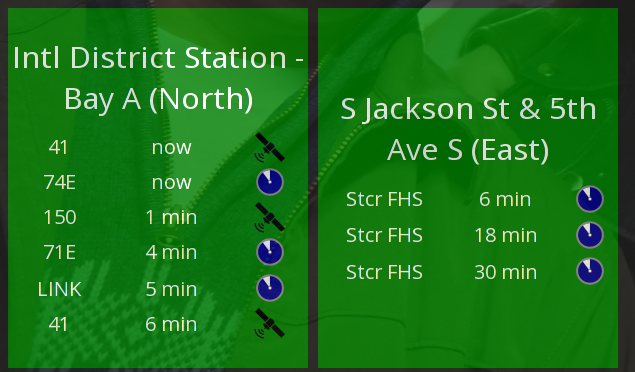 Intl District Station -
Bay A (North)
41 now
74E now
150 1 min
71E 4 min
LINK 5 min
41 6 min
S Jackson St & 5th
Ave S (East)
Stcr FHS 6 min
Stcr FHS 18 min
Stcr FHS 30 min